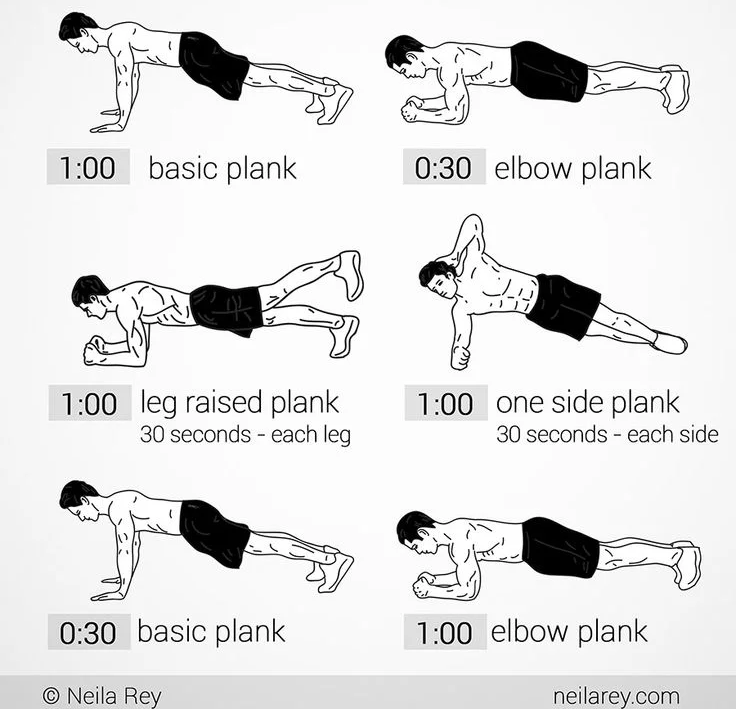 1:00 basic plank
0:30 elbow plank
1:00 leg raised plank
30 seconds - each leg
1:00 one side plank
30 seconds - each side
0:30 basic plank
1:00 elbow plank
© Neila Rey
neilarey.com